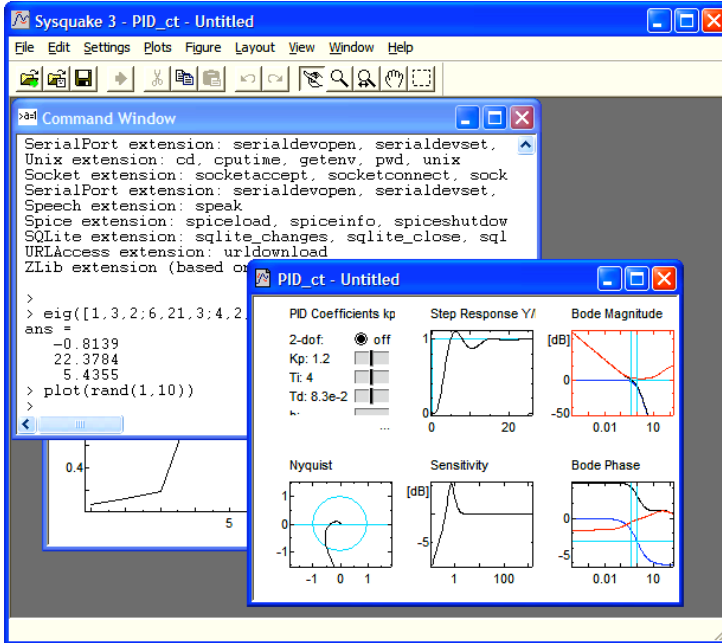 Sysquake 3 - PID_ct - Untitled
File Edit Settings Plots Figure Layout View Window Help
>a=1 Command Window
SerialPort extension: serialdevopen, serialdevset,
Unix extension: cd, cputime, getenv, pwd, unix
Socket extension: socketaccept, socketconnect, sock
SerialPort extension: serialdevopen, serialdevset,
Speech extension: speak
Spice extension: spiceload, spiceinfo, spiceshutdow
SQLite extension: sqlite_changes, sqlite_close, sql
URLAccess extension: urldownload
ZLib extension (based on
>
> eig([1,3,2;6,21,3;4,2,
ans =
-0.8139
22.3784
5.4355
> plot(rand(1,10))
>
0.4
5
PID_ct - Untitled
PID Coefficients kp
2-dof: off
Kp: 1.2
Ti: 4
Td: 8.3e-2
...
Step Response Y/
1
0
0 20
Bode Magnitude
[dB]
0
-50
0.01 10
Nyquist
1
0
-1
-1 0 1
Sensitivity
[dB]
-5
1 100
Bode Phase
0
-5
0.01 10